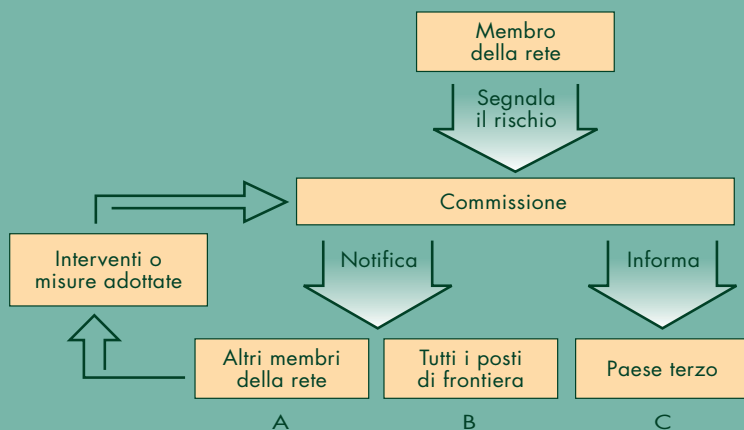 Membro
della rete
Segnala
il rischio
Commissione
Interventi o
misure adottate
Notifica
Informa
Altri membri
della rete
Tutti i posti
di frontiera
Paese terzo
A
B
C